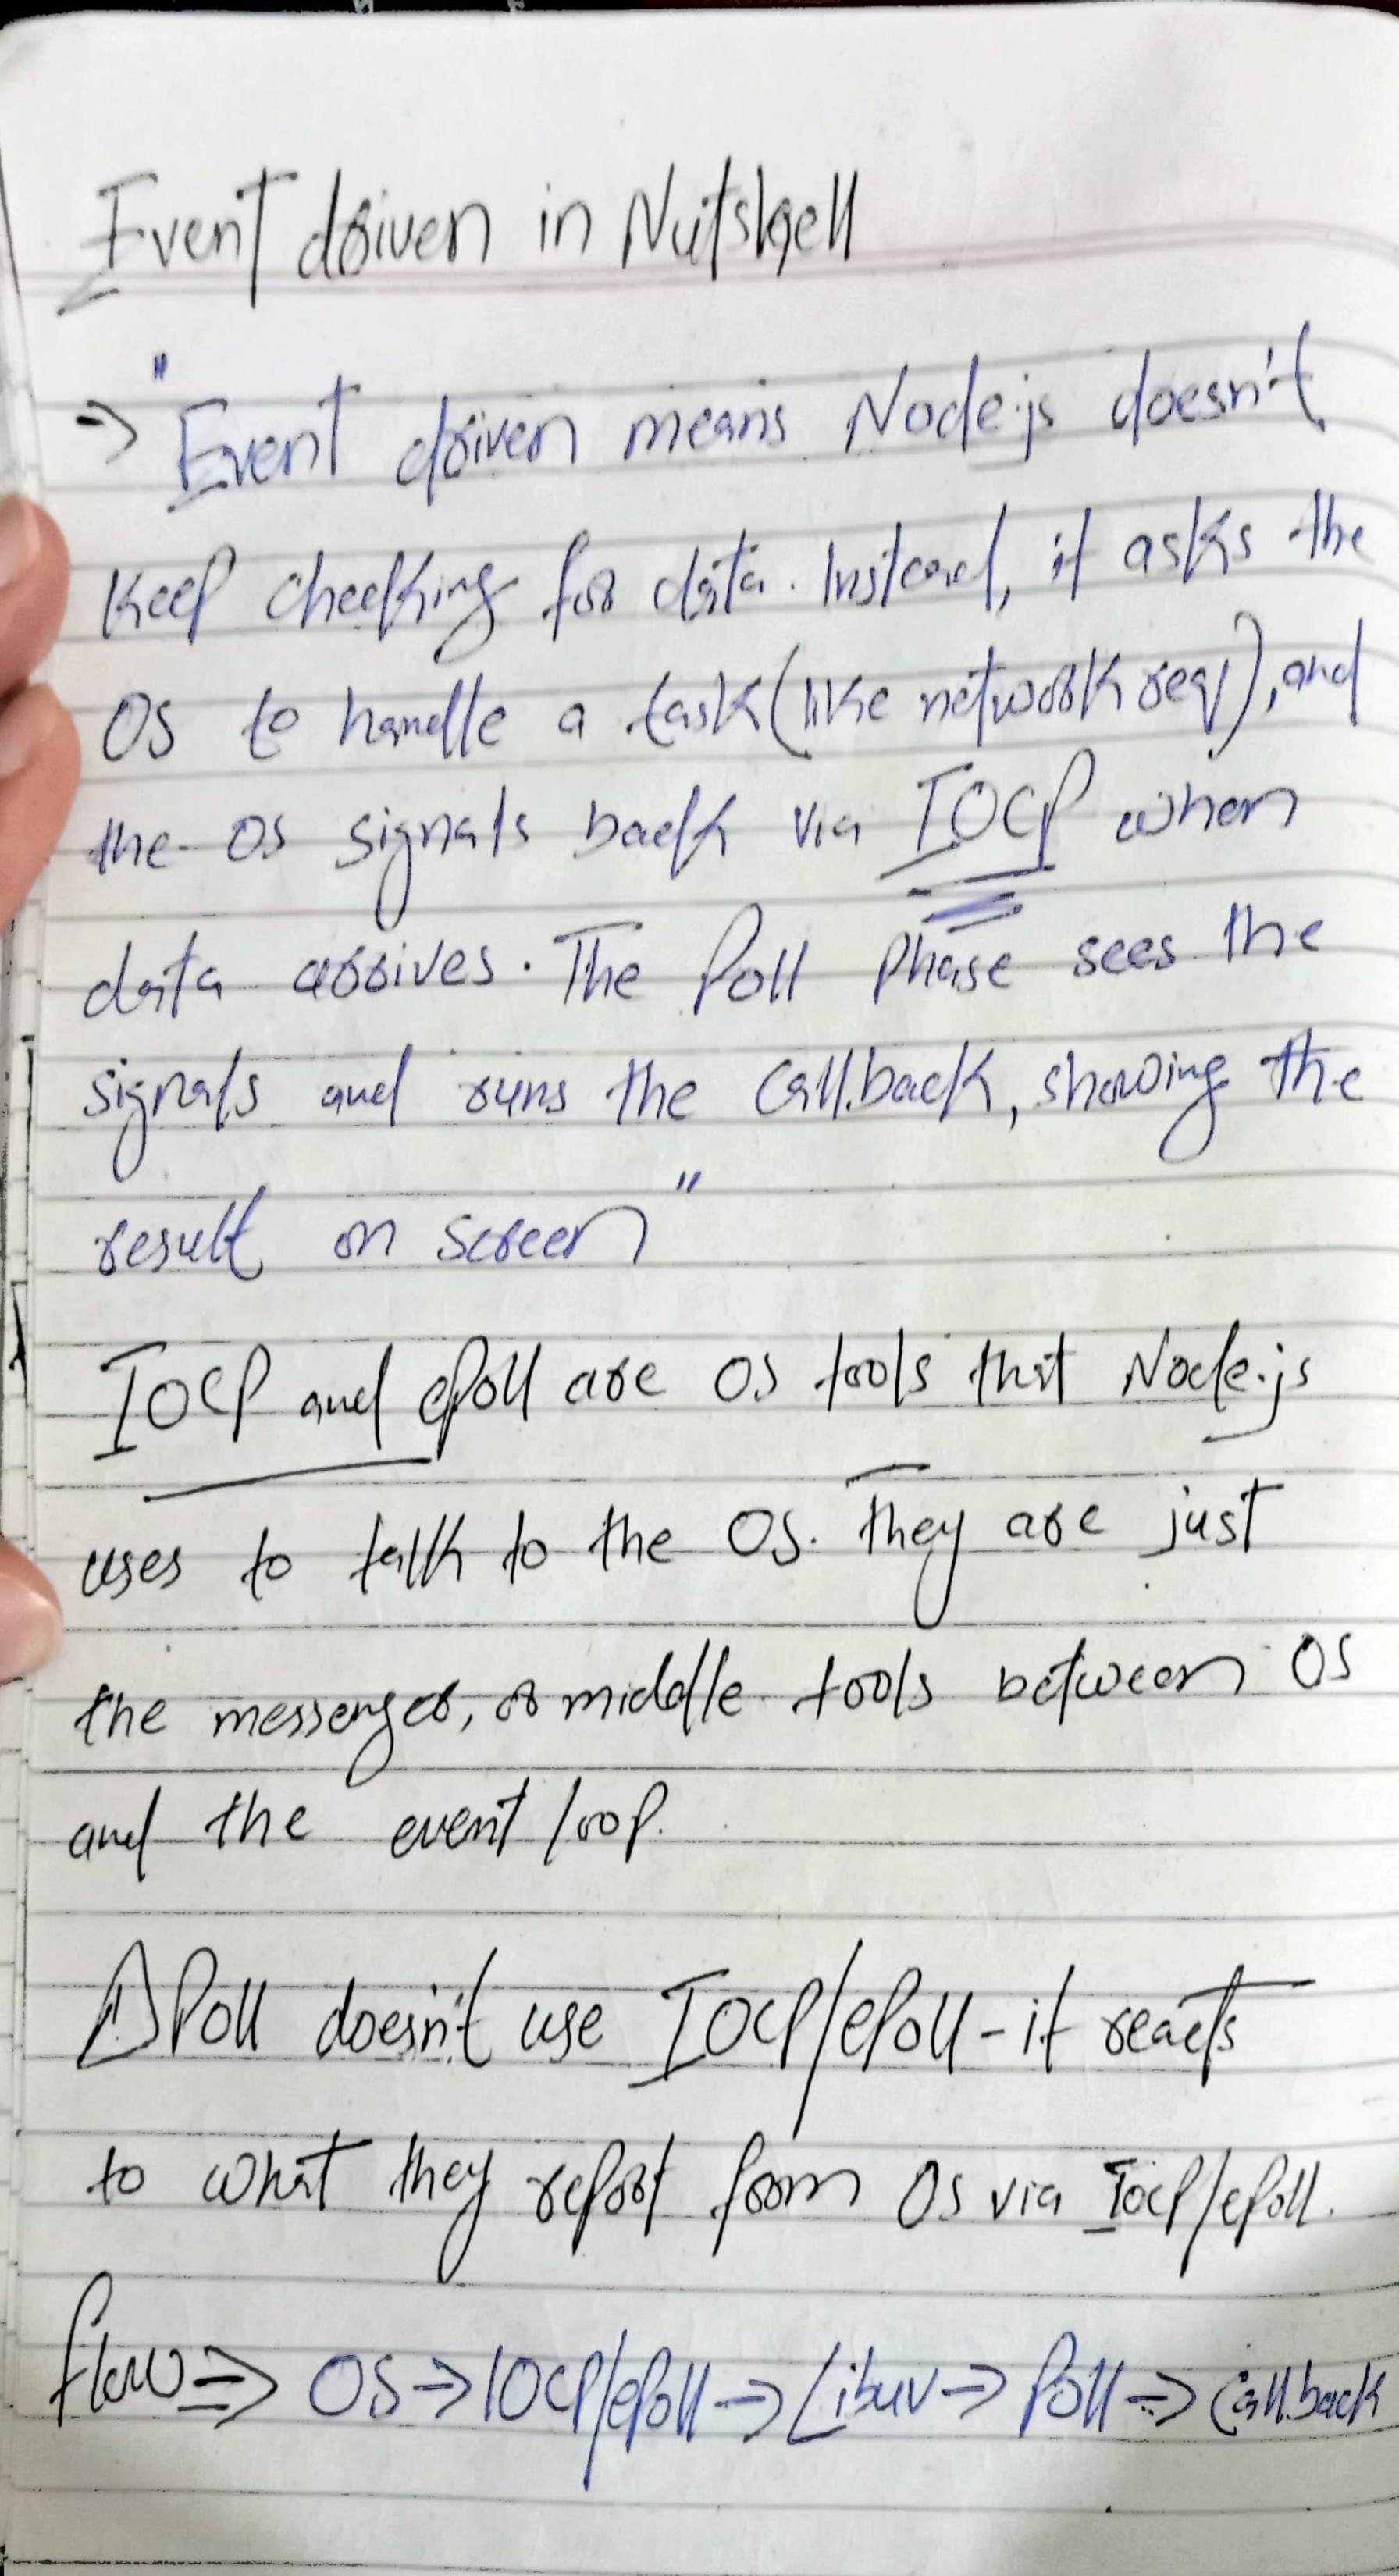 Event driven in Nutshell
=> "Event driven means Node.js doesn't
keep checking for data. Instead, it asks the
OS to handle a task (like network req), and
the OS signals back via IOCP when
data arrives. The Poll Phase sees the
signals and runs the callback, showing the
result on screen"
IOCP and epoll are OS tools that Node.js
uses to talk to the OS. They are just
the messenger, or middle tools between OS
and the event loop.
⚠ Poll doesn't use IOCP/epoll - it reacts
to what they report from OS via IOCP/epoll.
flow => OS => IOCP/epoll => Libuv => Poll => Callback